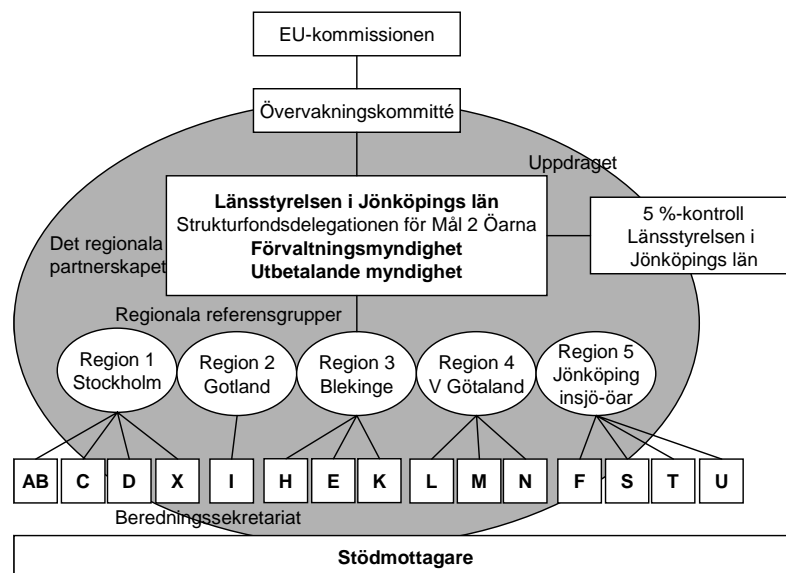 EU-kommissionen
Övervakningskommitté
Uppdraget
Länsstyrelsen i Jönköpings län
Strukturfondsdelegationen för Mål 2 Öarna
Förvaltningsmyndighet
Utbetalande myndighet
5 %-kontroll
Länsstyrelsen i
Jönköpings län
Det regionala
partnerskapet
Regionala referensgrupper
Region 1
Stockholm
Region 2
Gotland
Region 3
Blekinge
Region 4
V Götaland
Region 5
Jönköping
insjö-öar
AB C D X I H E K L M N F S T U
Beredningssekretariat
Stödmottagare